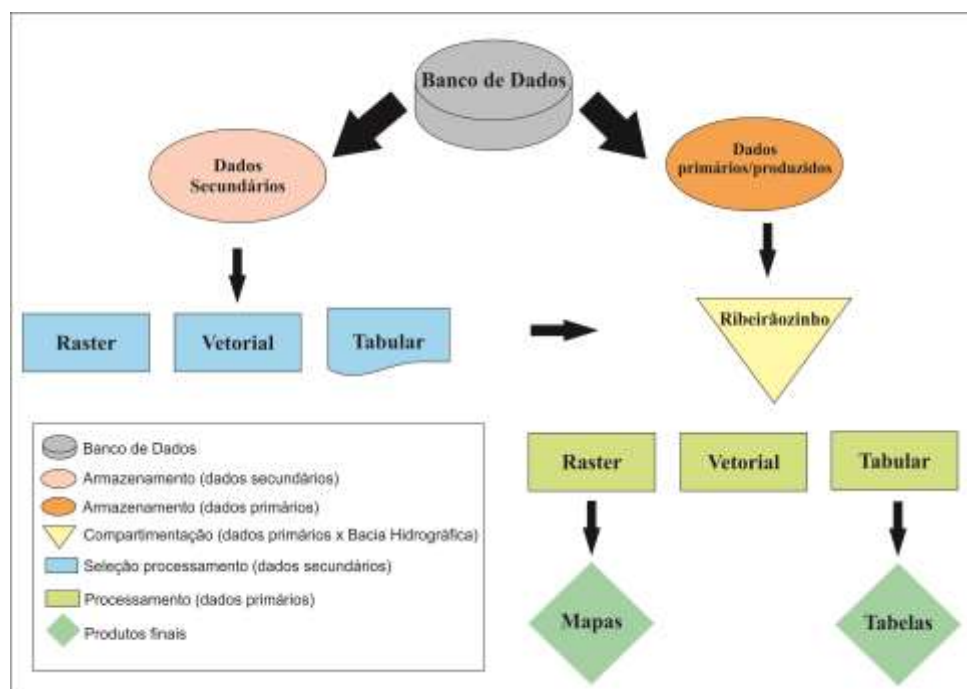 Banco de Dados
Dados
Secundários
Dados
primários/produzidos
Raster
Vetorial
Tabular
Ribeirãozinho
Banco de Dados
Armazenamento (dados secundários)
Armazenamento (dados primários)
Compartimentação (dados primários x Bacia Hidrográfica)
Seleção processamento (dados secundários)
Processamento (dados primários)
Produtos finais
Raster
Vetorial
Tabular
Mapas
Tabelas